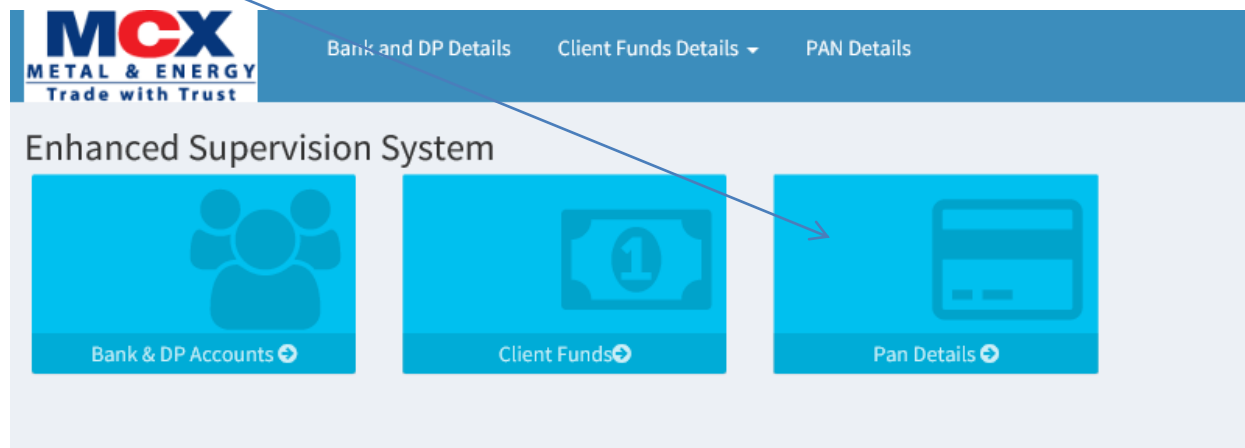 MCX
METAL & ENERGY
Trade with Trust
Bank and DP Details Client Funds Details PAN Details
Enhanced Supervision System
1
Bank & DP Accounts Client Funds Pan Details